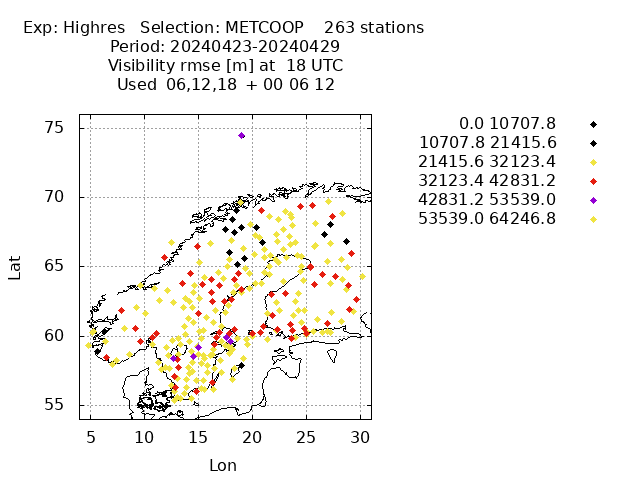 Exp: Highres   Selection: METCOOP    263 stations
Period: 20240423-20240429
Visibility rmse [m] at  18 UTC
Used  06,12,18  + 00 06 12
0.0 10707.8
10707.8 21415.6
21415.6 32123.4
32123.4 42831.2
42831.2 53539.0
53539.0 64246.8
75
70
65
60
55
Lat
5 10 15 20 25 30
Lon